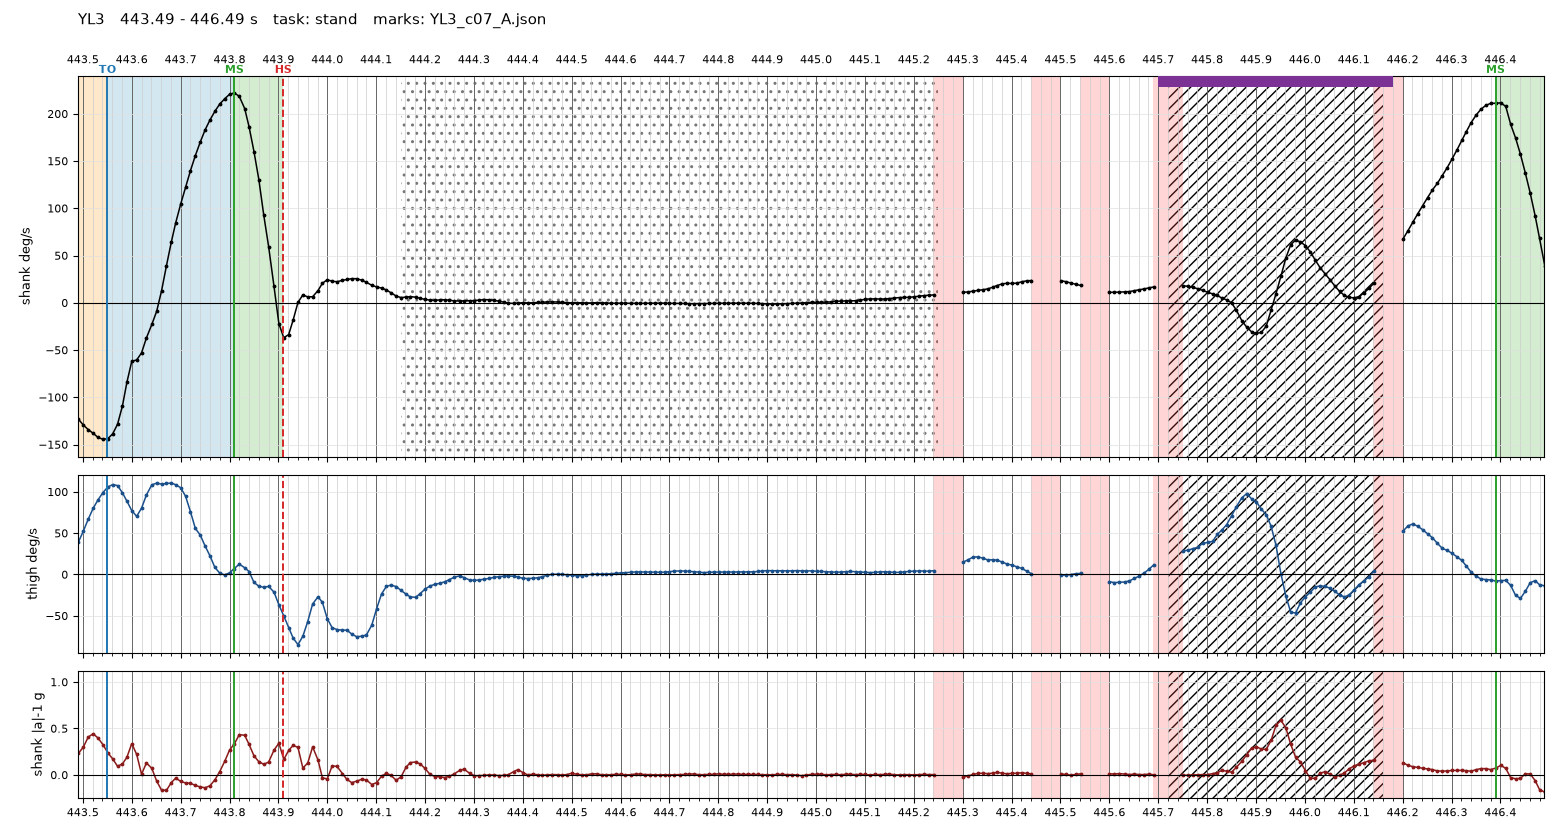 YL3   443.49 - 446.49 s   task: stand   marks: YL3_c07_A.json
443.5 443.6 443.7 443.8 443.9 444.0 444.1 444.2 444.3 444.4 444.5 444.6 444.7 444.8 444.9 445.0 445.1 445.2 445.3 445.4 445.5 445.6 445.7 445.8 445.9 446.0 446.1 446.2 446.3 446.4
TO MS HS MS
shank deg/s
200
150
100
50
0
−50
−100
−150
thigh deg/s
100
50
0
−50
shank |a|-1 g
1.0
0.5
0.0
443.5 443.6 443.7 443.8 443.9 444.0 444.1 444.2 444.3 444.4 444.5 444.6 444.7 444.8 444.9 445.0 445.1 445.2 445.3 445.4 445.5 445.6 445.7 445.8 445.9 446.0 446.1 446.2 446.3 446.4